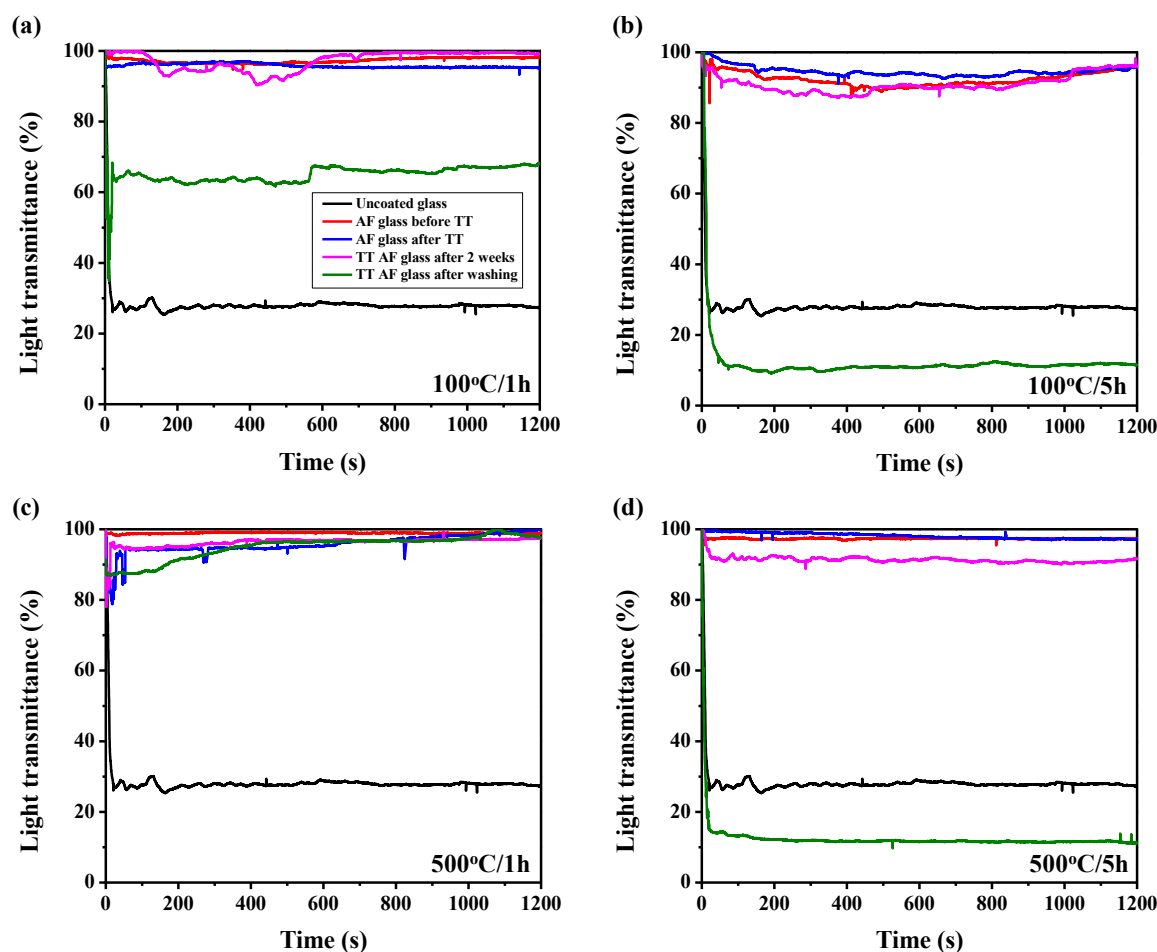 (a)
Light transmittance (%)
100
80
60
40
20
0
Uncoated glass
AF glass before TT
AF glass after TT
TT AF glass after 2 weeks
TT AF glass after washing
100°C/1h
0 200 400 600 800 1000 1200
Time (s)
(b)
Light transmittance (%)
100
80
60
40
20
0
100°C/5h
0 200 400 600 800 1000 1200
Time (s)
(c)
Light transmittance (%)
100
80
60
40
20
0
500°C/1h
0 200 400 600 800 1000 1200
Time (s)
(d)
Light transmittance (%)
100
80
60
40
20
0
500°C/5h
0 200 400 600 800 1000 1200
Time (s)